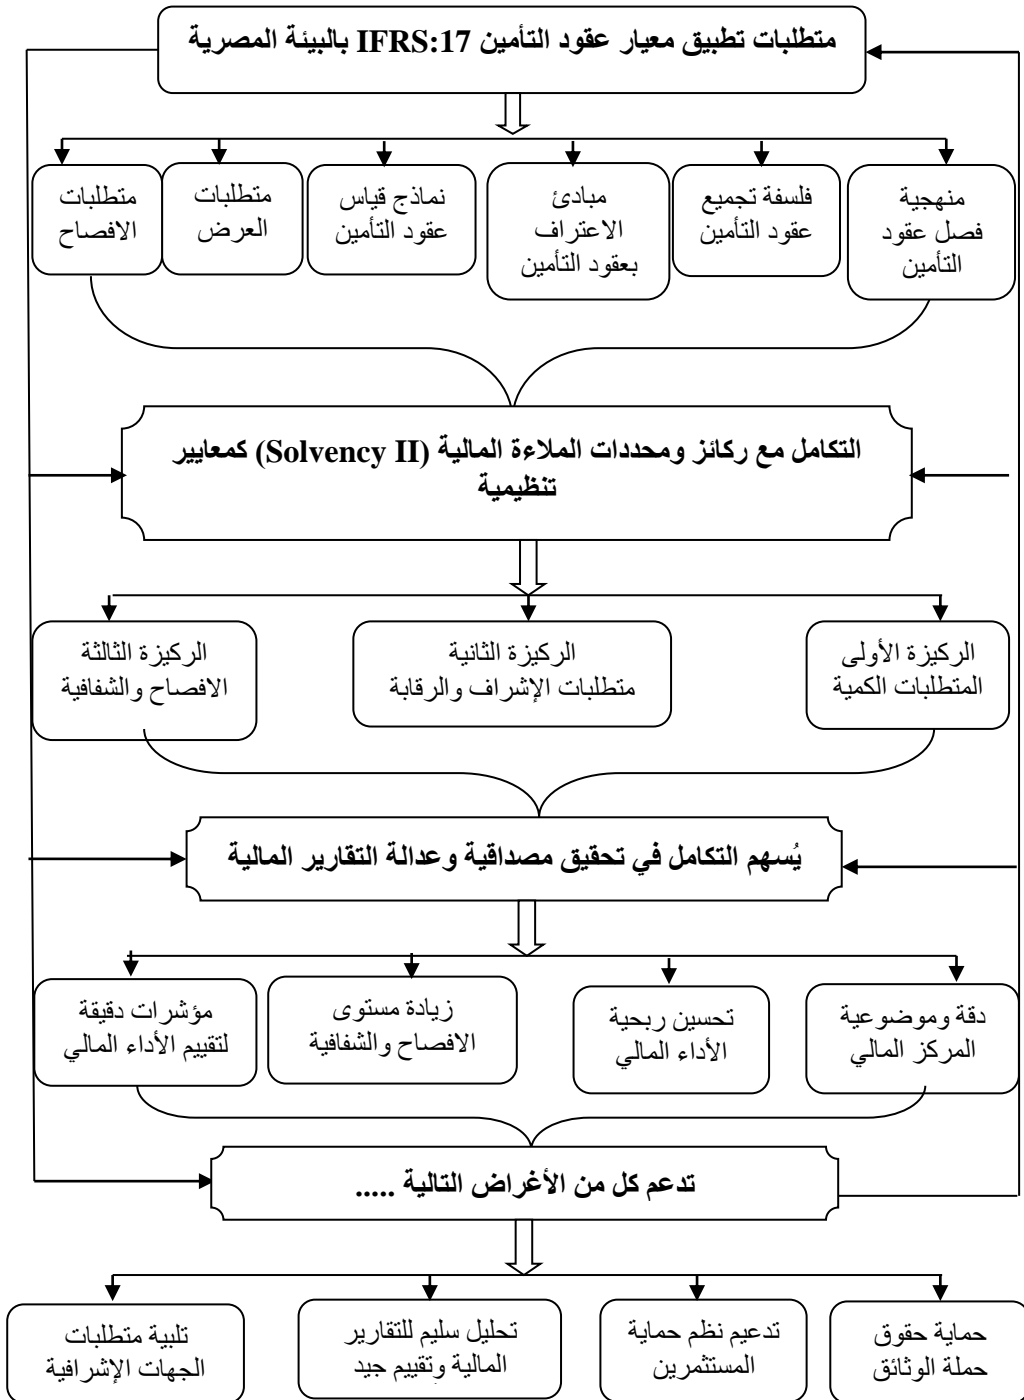 متطلبات تطبيق معيار عقود التأمين IFRS:17 بالبيئة المصرية
منهجية
فصل عقود
التأمين
فلسفة تجميع
عقود التأمين
مبادئ
الاعتراف
بعقود التأمين
نماذج قياس
عقود التأمين
متطلبات
العرض
متطلبات
الافصاح
التكامل مع ركائز ومحددات الملاءة المالية (Solvency II) كمعايير
تنظيمية
الركيزة الأولى
المتطلبات الكمية
الركيزة الثانية
متطلبات الإشراف والرقابة
الركيزة الثالثة
الافصاح والشفافية
يُسهم التكامل في تحقيق مصداقية وعدالة التقارير المالية
دقة وموضوعية
المركز المالي
تحسين ربحية
الأداء المالي
زيادة مستوى
الافصاح والشفافية
مؤشرات دقيقة
لتقييم الأداء المالي
تدعم كل من الأغراض التالية .....
حماية حقوق
حملة الوثائق
تدعيم نظم حماية
المستثمرين
تحليل سليم للتقارير
المالية وتقييم جيد
تلبية متطلبات
الجهات الإشرافية